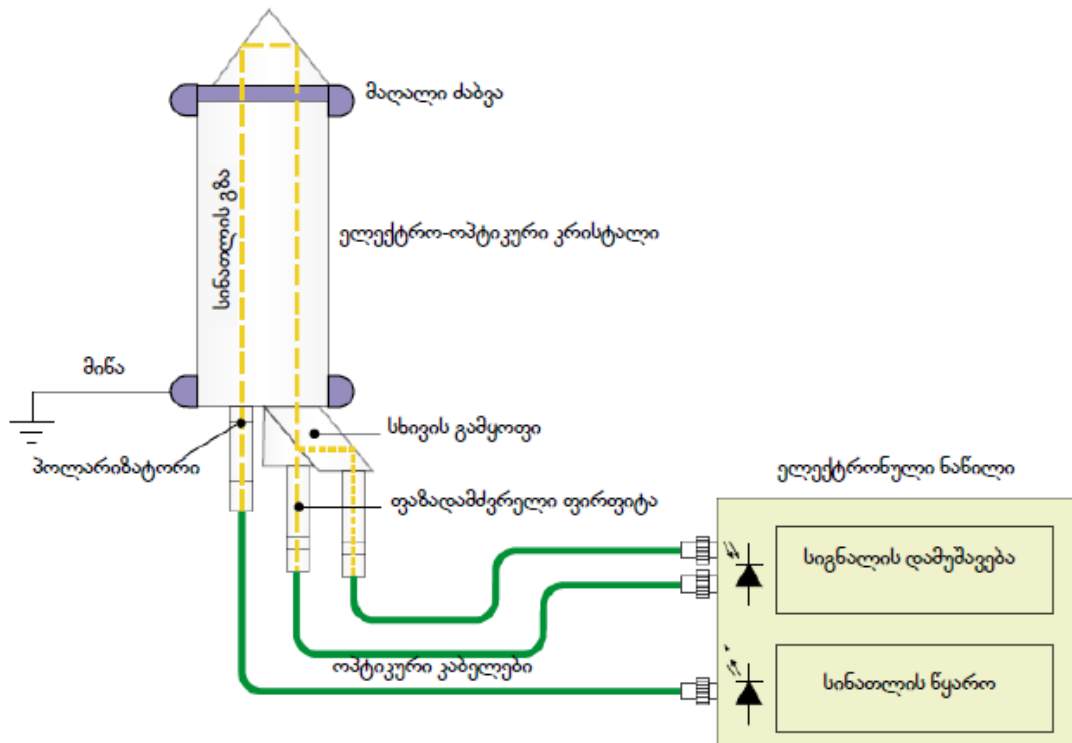 მაღალი ძაბვა
სინათლის გზა
ელექტრო-ოპტიკური კრისტალი
მიწა
სხივის გამყოფი
პოლარიზატორი
ელექტრონული ნაწილი
ფაზადამძვრელი ფირფიტა
სიგნალის დამუშავება
ოპტიკური კაბელები
სინათლის წყარო